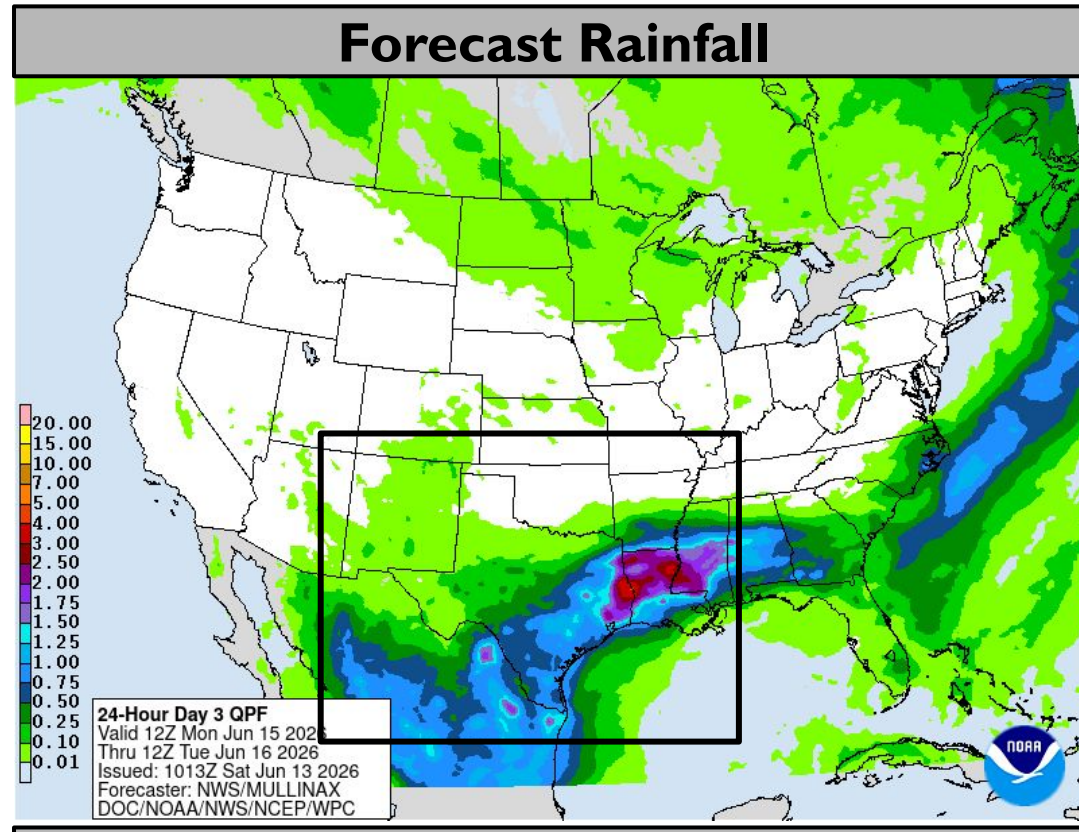 Forecast Rainfall
20.00
15.00
10.00
7.00
5.00
4.00
3.00
2.50
2.00
1.75
1.50
1.25
1.00
0.75
0.50
0.25
0.10
0.01
24-Hour Day 3 QPF
Valid 12Z Mon Jun 15 2026
Thru 12Z Tue Jun 16 2026
Issued: 1013Z Sat Jun 13 2026
Forecaster: NWS/MULLINAX
DOC/NOAA/NWS/NCEP/WPC
NOAA